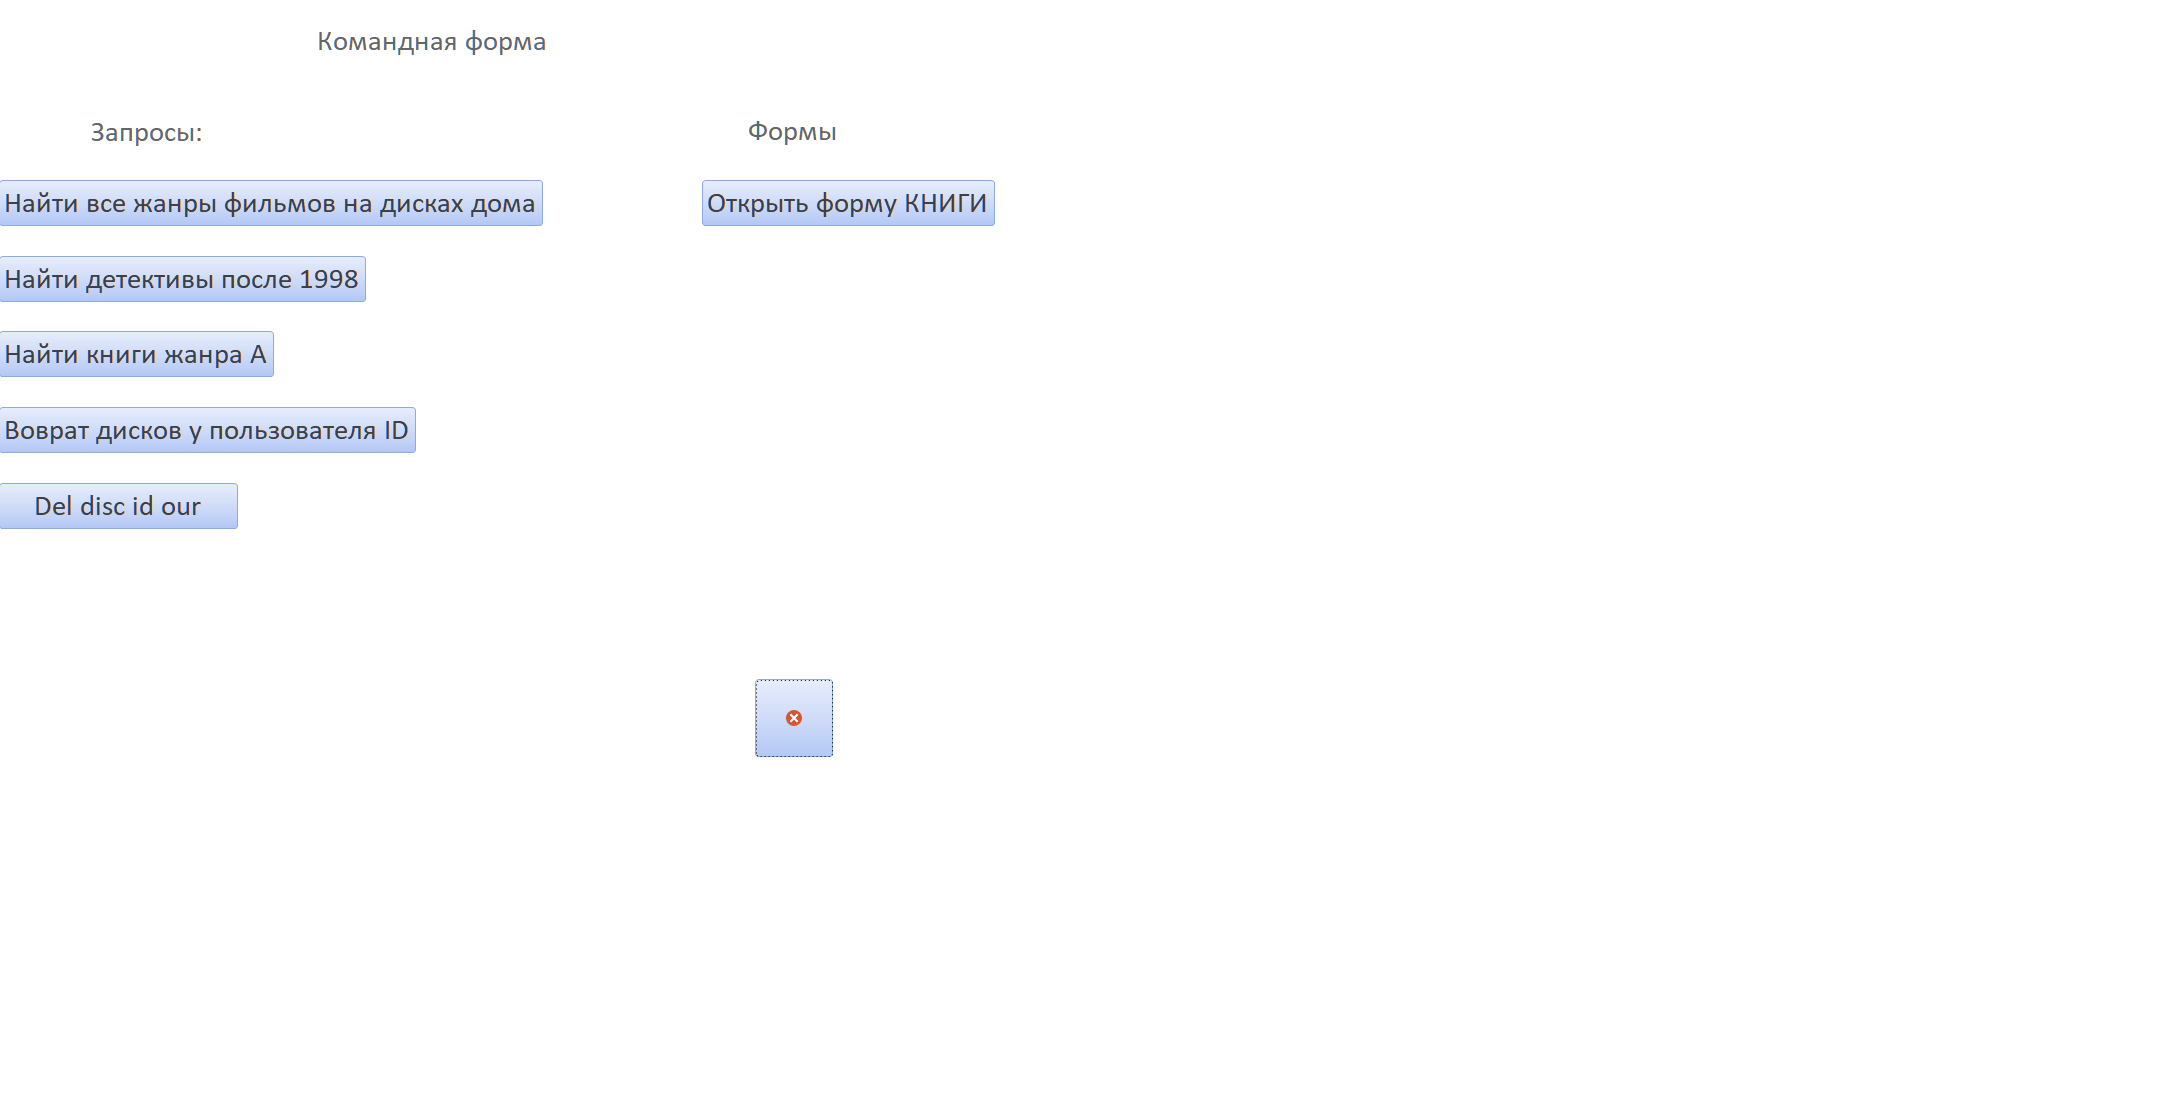 Командная форма
Запросы:
Формы
Найти все жанры фильмов на дисках дома
Открыть форму КНИГИ
Найти детективы после 1998
Найти книги жанра А
Воврат дисков у пользователя ID
Del disc id our